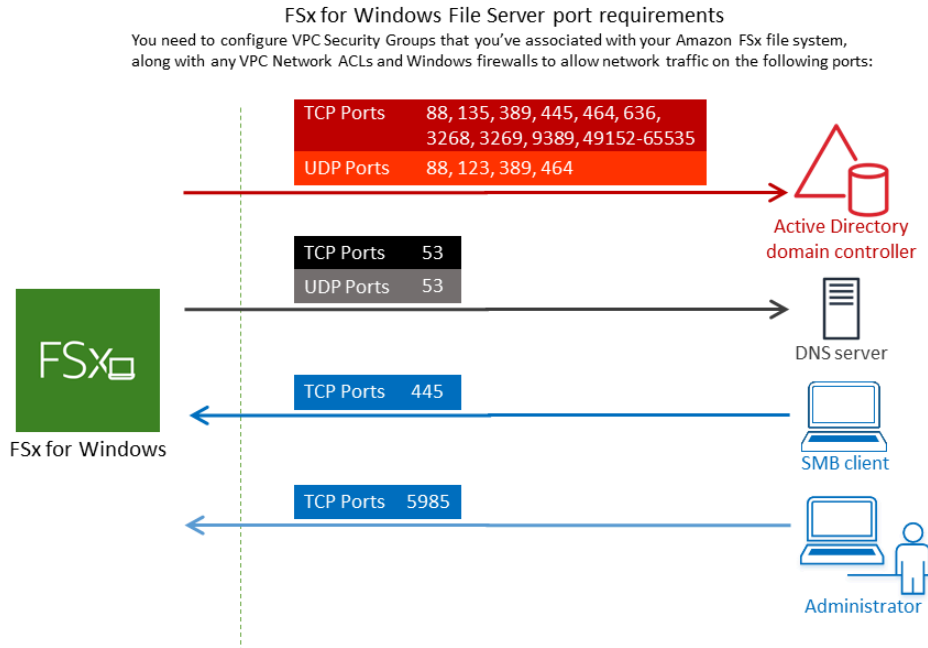 FSx for Windows File Server port requirements
You need to configure VPC Security Groups that you've associated with your Amazon FSx file system,
along with any VPC Network ACLs and Windows firewalls to allow network traffic on the following ports:
TCP Ports 88, 135, 389, 445, 464, 636,
3268, 3269, 9389, 49152-65535
UDP Ports 88, 123, 389, 464
Active Directory
domain controller
TCP Ports 53
UDP Ports 53
DNS server
FSx
FSx for Windows
TCP Ports 445
SMB client
TCP Ports 5985
Administrator